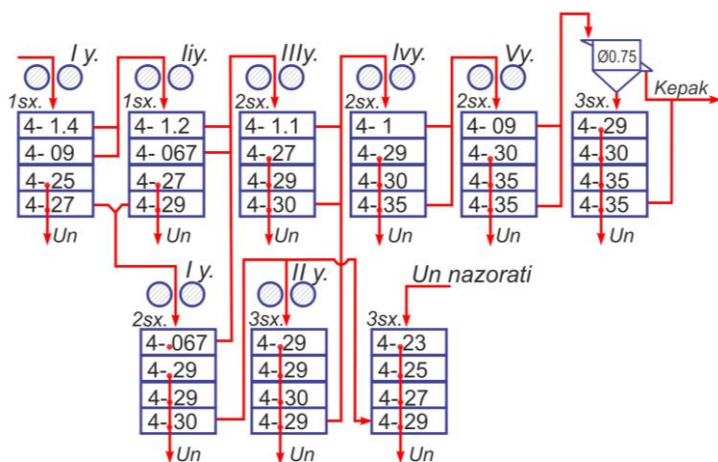 I y.
Iiy.
IIIy.
Ivy.
Vy.
Ø0.75
Kepak
1sx.
4- 1.4
4- 09
4- 25
4- 27
Un
1sx.
4- 1.2
4- 067
4- 27
4- 29
Un
2sx.
4- 1.1
4- 27
4- 29
4- 30
Un
2sx.
4- 1
4- 29
4- 30
4- 35
Un
2sx.
4- 09
4- 30
4- 35
4- 35
Un
3sx.
4- 29
4- 30
4- 35
4- 35
Un
I y.
2sx.
4- 067
4- 29
4- 29
4- 30
Un
II y.
3sx.
4- 29
4- 29
4- 30
4- 29
Un
Un nazorati
3sx.
4- 23
4- 25
4- 27
4- 29
Un